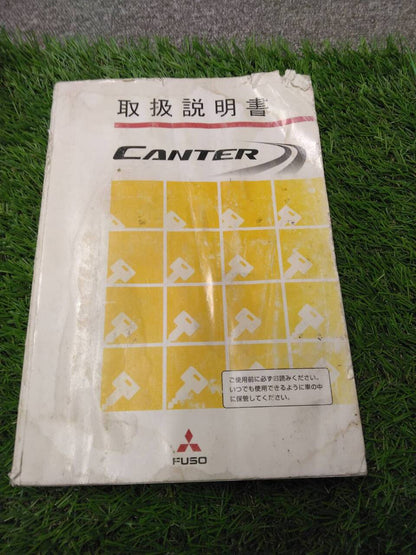 取扱説明書
CANTER
ご使用前に必ずお読みください。
いつでも使用できるように車の中
に保管してください。
FUSO